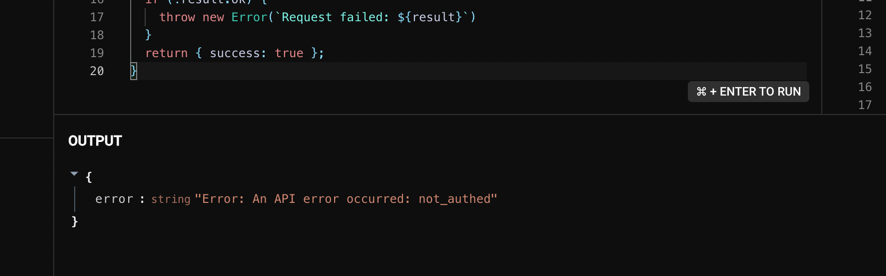 16 if (!result.ok) {
17 throw new Error(`Request failed: ${result}`)
18 }
19 return { success: true };
20 }
⌘ + ENTER TO RUN
12
13
14
15
16
17
OUTPUT
{
error : string "Error: An API error occurred: not_authed"
}